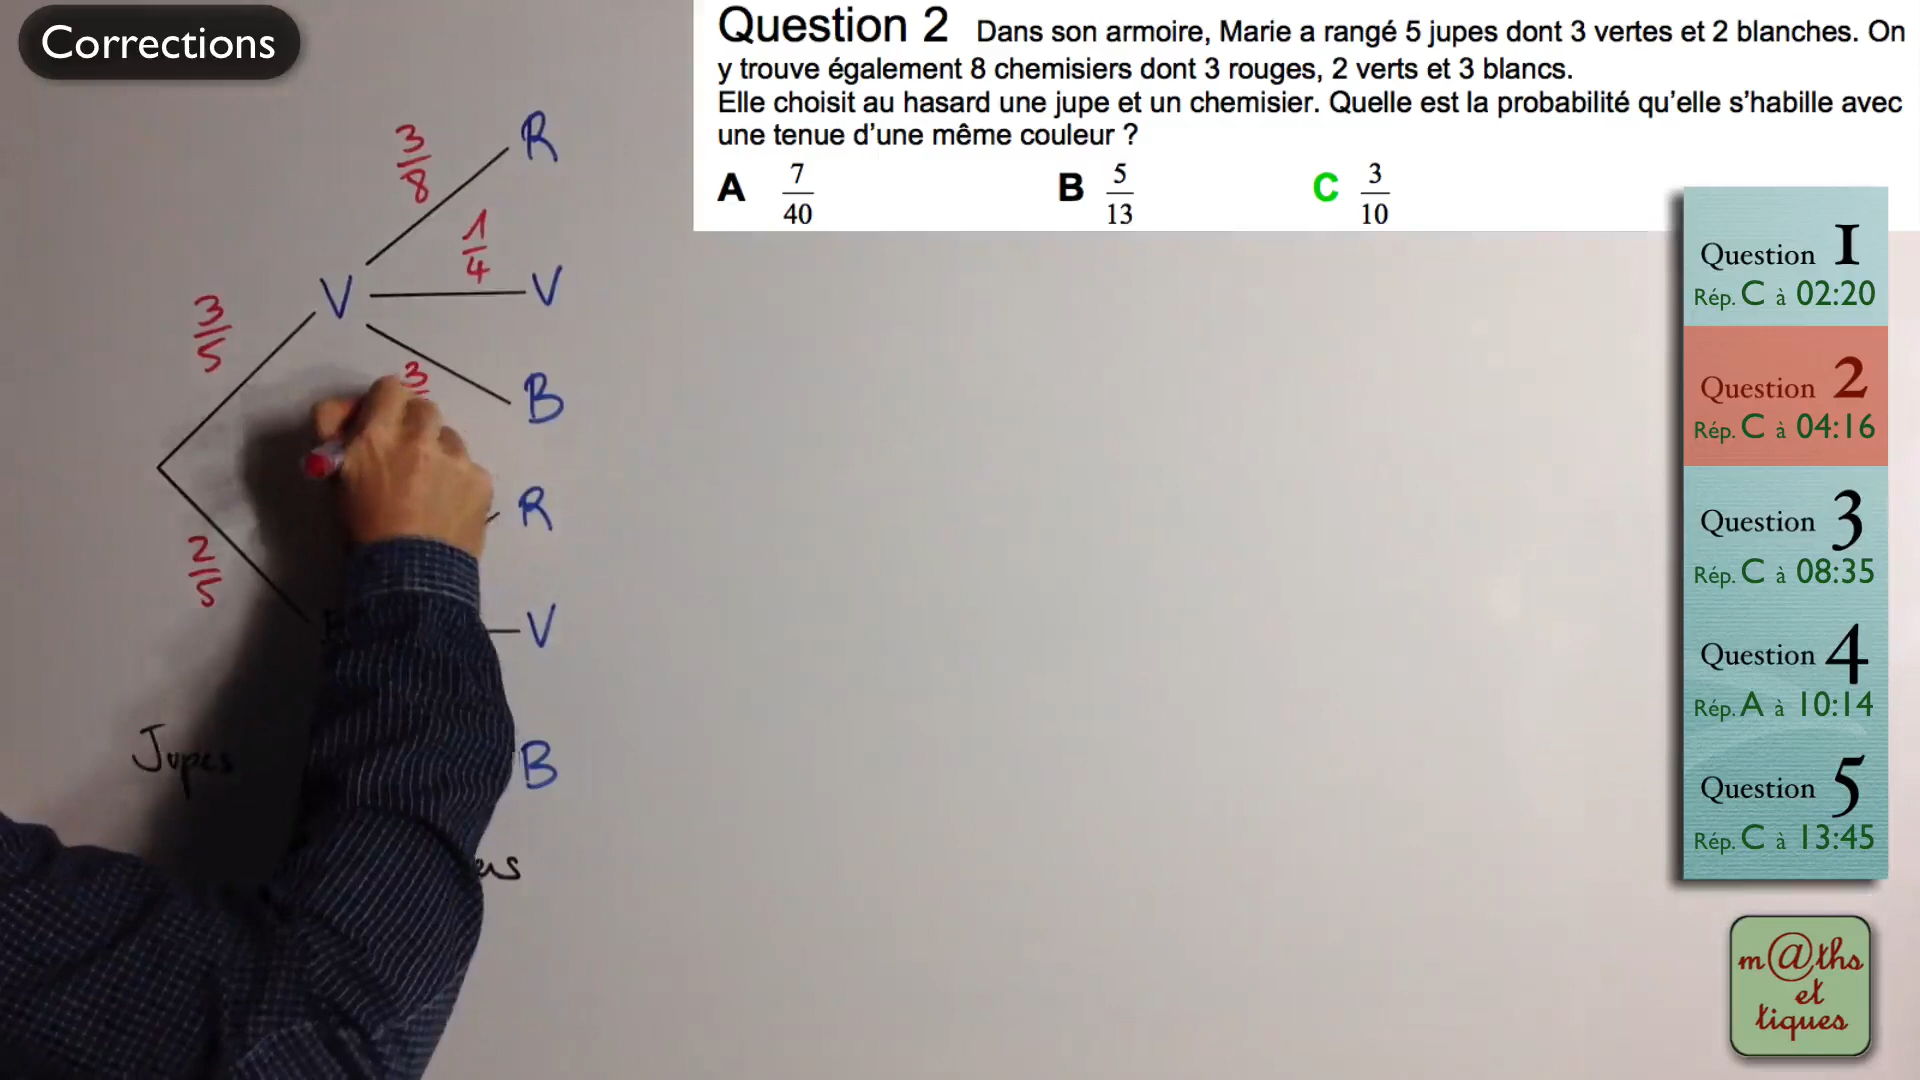 Corrections
Question 2 Dans son armoire, Marie a rangé 5 jupes dont 3 vertes et 2 blanches. On
y trouve également 8 chemisiers dont 3 rouges, 2 verts et 3 blancs.
Elle choisit au hasard une jupe et un chemisier. Quelle est la probabilité qu’elle s’habille avec
une tenue d’une même couleur ?
A 7/40 B 5/13 C 3/10
3/8 R
1/4
V V
3/5
3
B
R
2/5
V
Jupes
B
Question 1
Rép. C à 02:20
Question 2
Rép. C à 04:16
Question 3
Rép. C à 08:35
Question 4
Rép. A à 10:14
Question 5
Rép. C à 13:45
m@ths
et
tiques